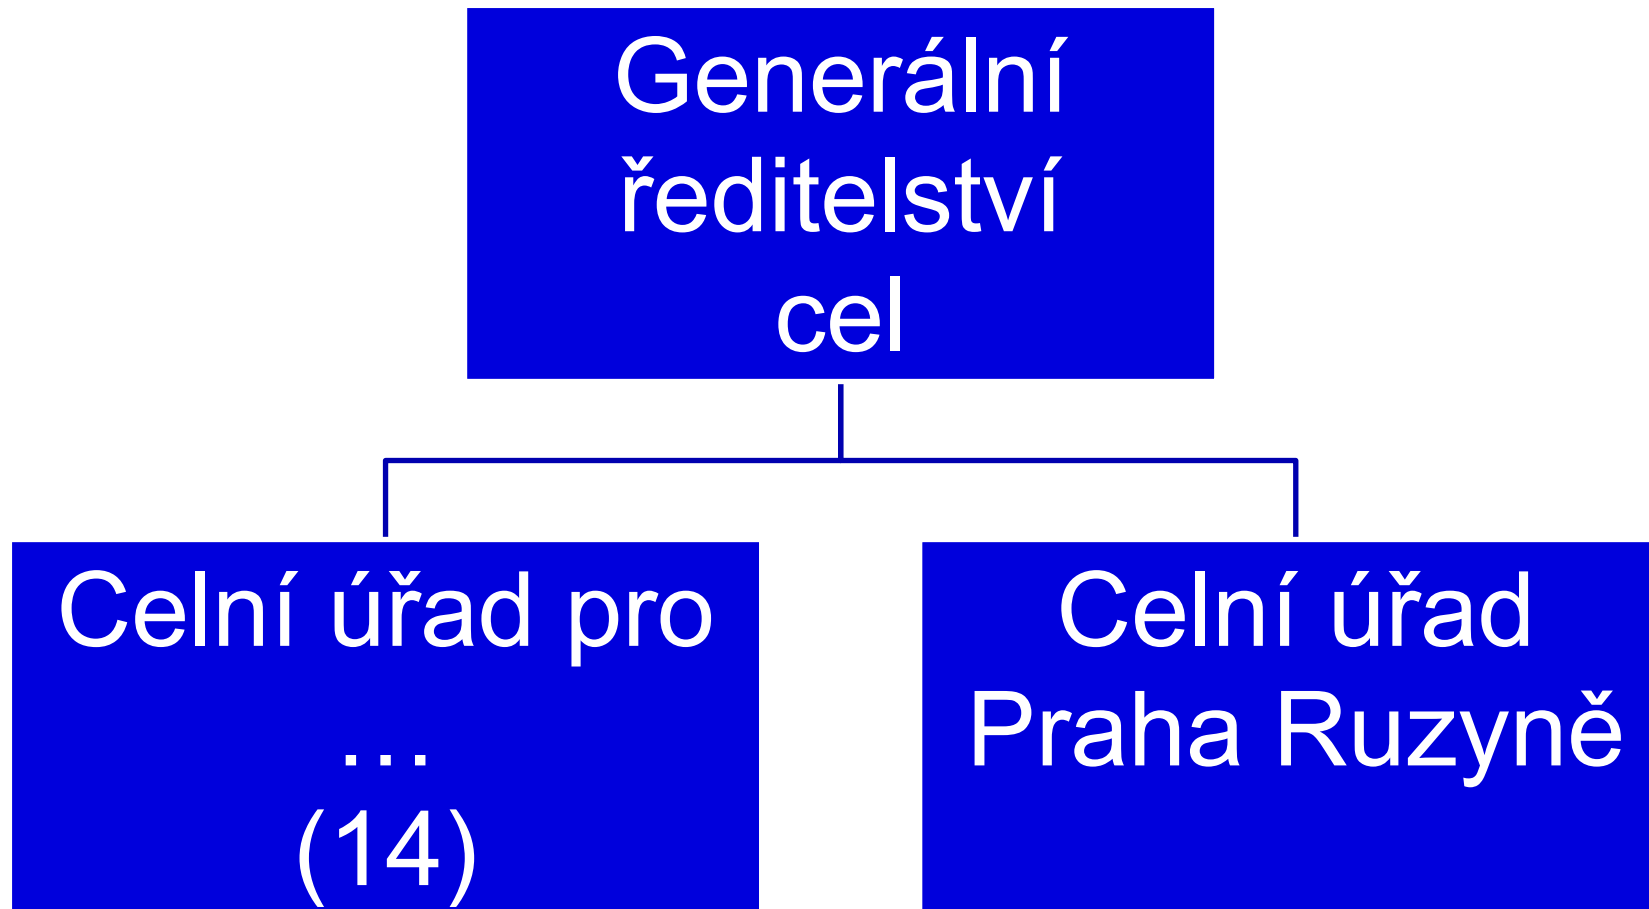 Generální
ředitelství
cel
Celní úřad pro
…
(14)
Celní úřad
Praha Ruzyně